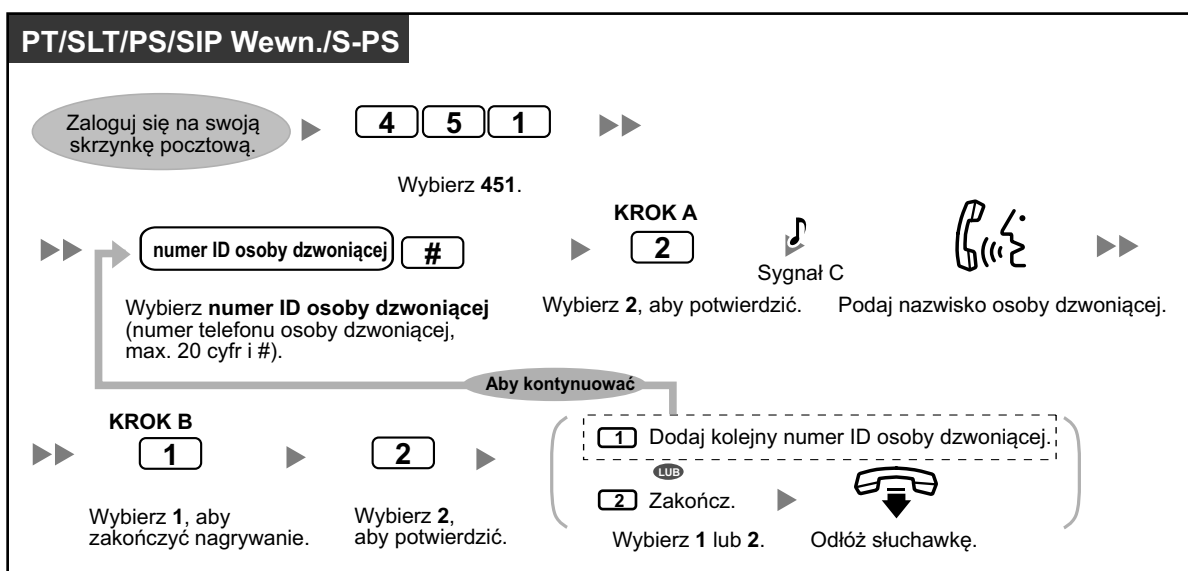 PT/SLT/PS/SIP Wewn./S-PS
Zaloguj się na swoją
skrzynkę pocztową.
4 5 1
Wybierz 451.
numer ID osoby dzwoniącej #
Wybierz numer ID osoby dzwoniącej
(numer telefonu osoby dzwoniącej,
max. 20 cyfr i #).
KROK A
2
Wybierz 2, aby potwierdzić.
Sygnał C
Podaj nazwisko osoby dzwoniącej.
Aby kontynuować
KROK B
1
Wybierz 1, aby
zakończyć nagrywanie.
2
Wybierz 2,
aby potwierdzić.
1 Dodaj kolejny numer ID osoby dzwoniącej.
LUB
2 Zakończ.
Wybierz 1 lub 2.
Odłóż słuchawkę.